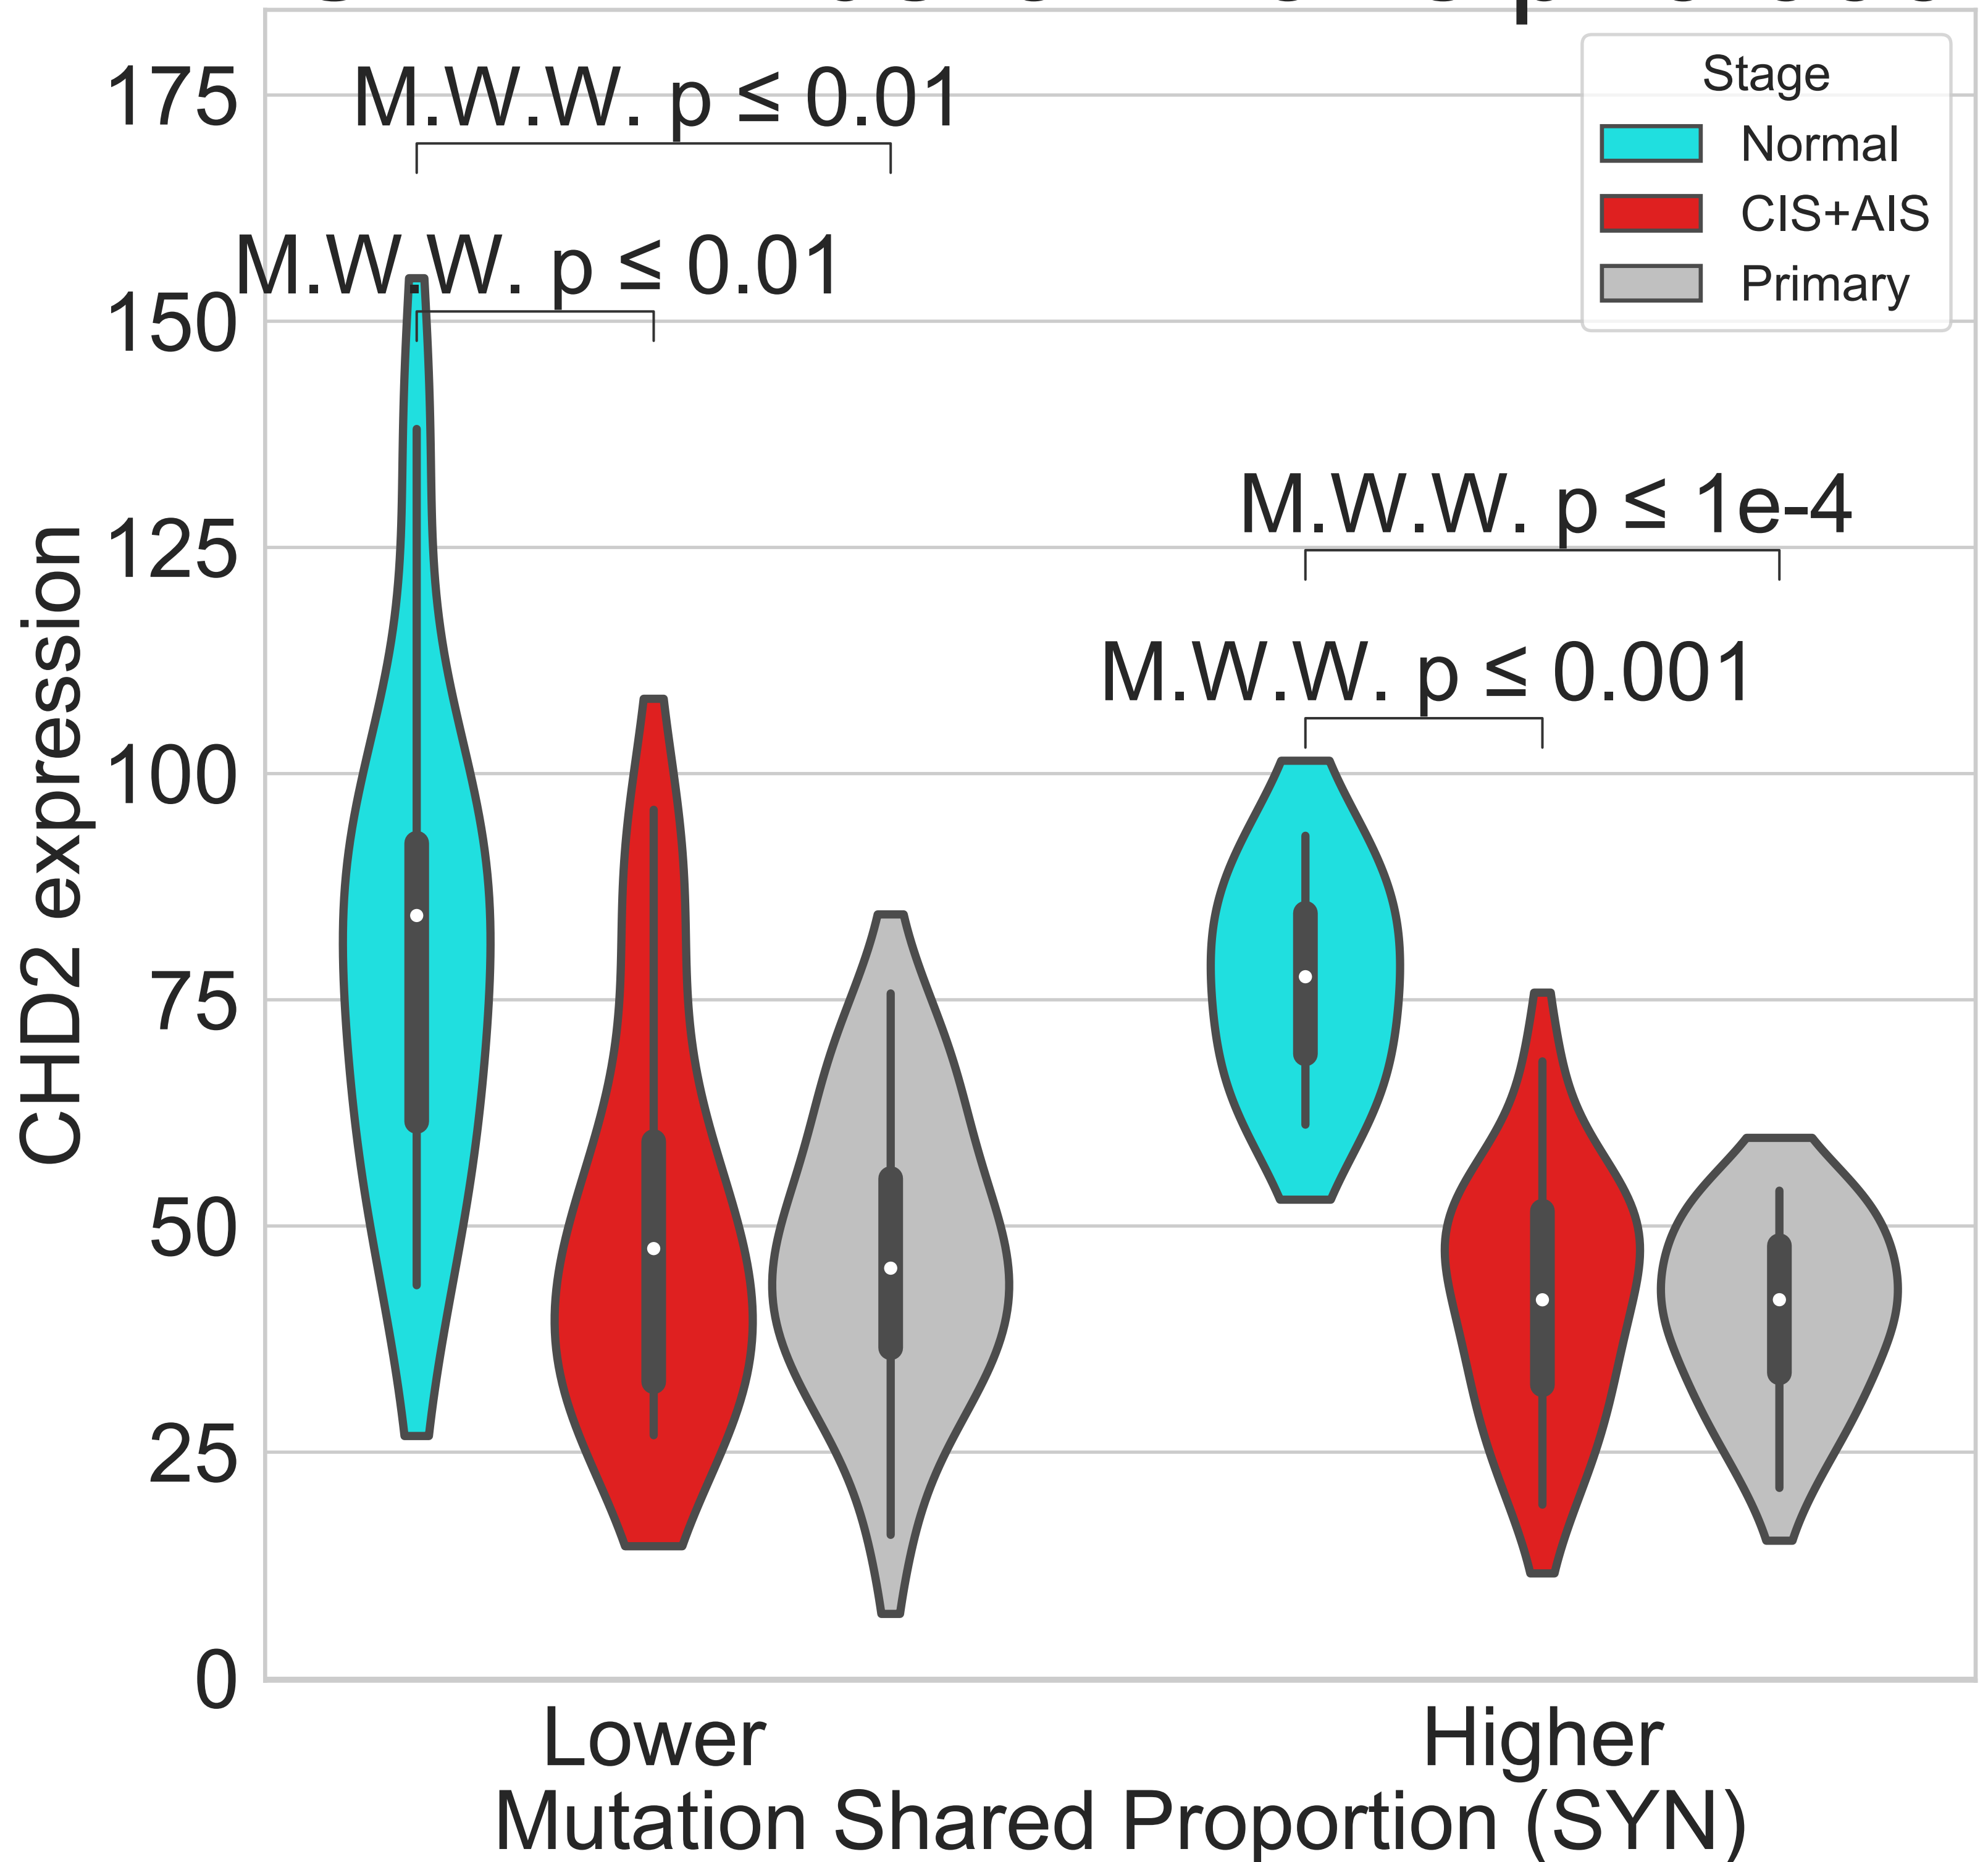 175
150
125
100
75
50
25
0
CHD2 expression
M.W.W. p ≤ 0.01
M.W.W. p ≤ 0.01
M.W.W. p ≤ 1e-4
M.W.W. p ≤ 0.001
Stage
Normal
CIS+AIS
Primary
Lower
Higher
Mutation Shared Proportion (SYN)